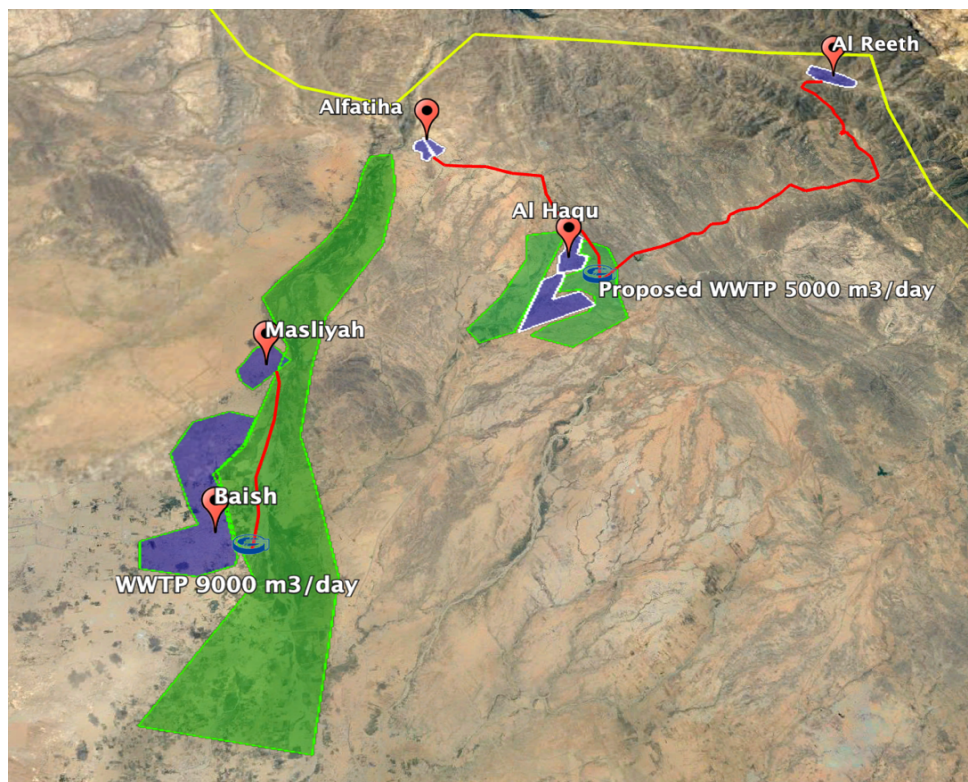 Al Reeth
Alfatiha
Al Haqu
Proposed WWTP 5000 m3/day
Masliyah
Baish
WWTP 9000 m3/day